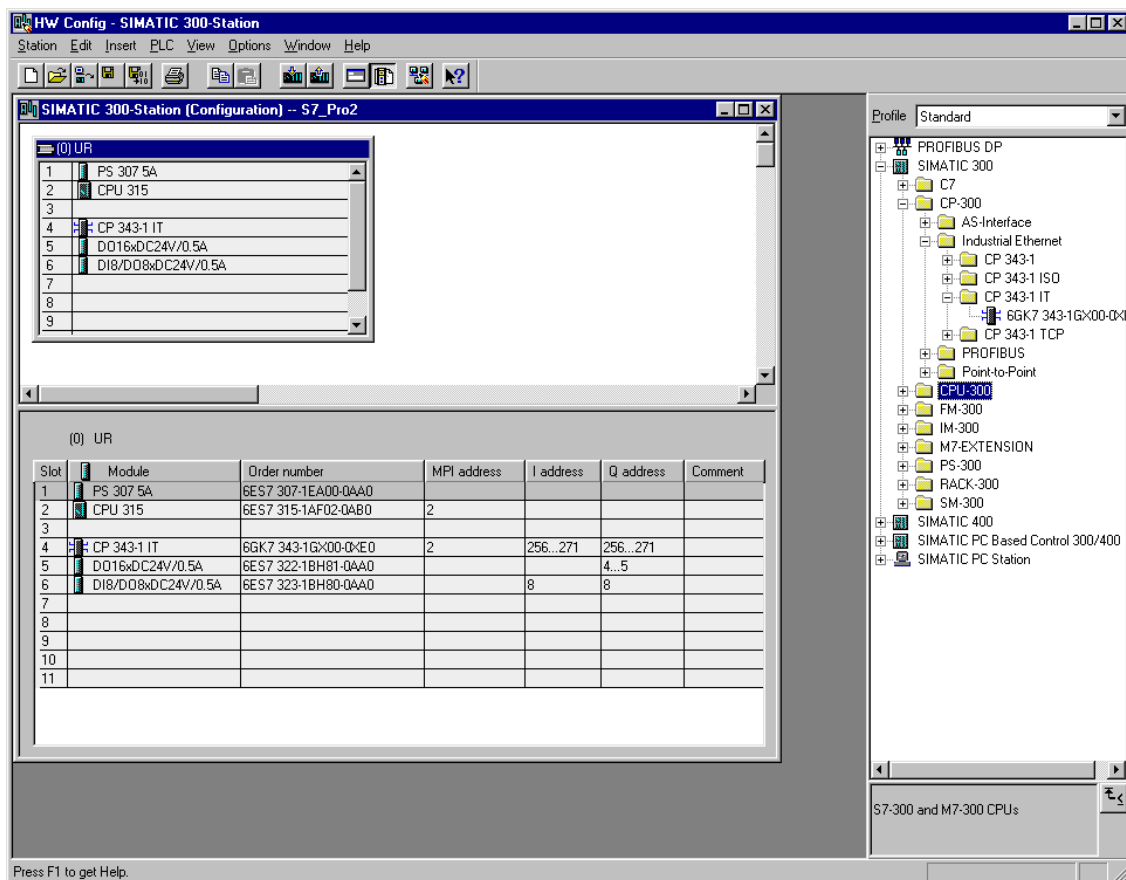 HW Config - SIMATIC 300-Station
Station Edit Insert PLC View Options Window Help
SIMATIC 300-Station (Configuration) -- S7_Pro2
(0) UR
1 PS 307 5A
2 CPU 315
3
4 CP 343-1 IT
5 DO16xDC24V/0.5A
6 DI8/DO8xDC24V/0.5A
7
8
9
(0) UR
Slot Module Order number MPI address I address Q address Comment
1 PS 307 5A 6ES7 307-1EA00-0AA0
2 CPU 315 6ES7 315-1AF02-0AB0 2
3
4 CP 343-1 IT 6GK7 343-1GX00-0XE0 2 256...271 256...271
5 DO16xDC24V/0.5A 6ES7 322-1BH81-0AA0 4...5
6 DI8/DO8xDC24V/0.5A 6ES7 323-1BH80-0AA0 8 8
7
8
9
10
11
Profile Standard
PROFIBUS DP
SIMATIC 300
C7
CP-300
AS-Interface
Industrial Ethernet
CP 343-1
CP 343-1 ISO
CP 343-1 IT
6GK7 343-1GX00-0X
CP 343-1 TCP
PROFIBUS
Point-to-Point
CPU-300
FM-300
IM-300
M7-EXTENSION
PS-300
RACK-300
SM-300
SIMATIC 400
SIMATIC PC Based Control 300/400
SIMATIC PC Station
S7-300 and M7-300 CPUs
Press F1 to get Help.